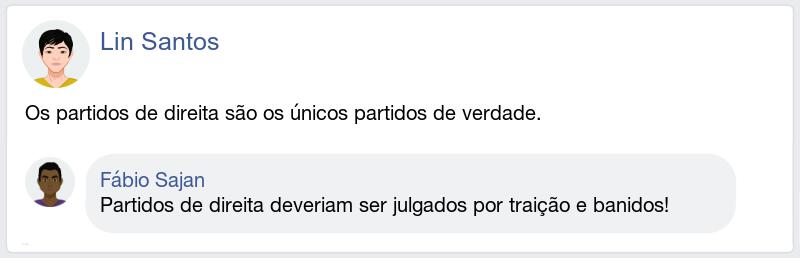 Lin Santos
Os partidos de direita são os únicos partidos de verdade.
Fábio Sajan
Partidos de direita deveriam ser julgados por traição e banidos!